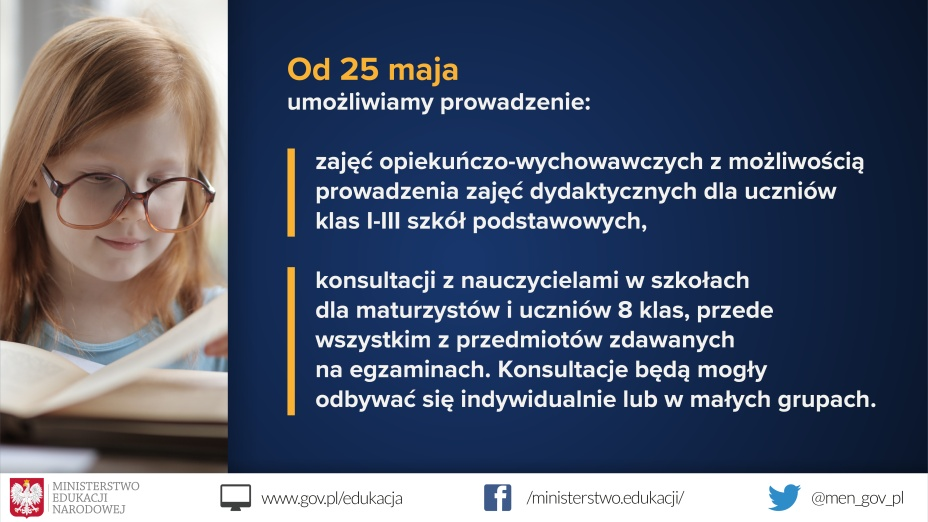 Od 25 maja
umożliwiamy prowadzenie:
zajęć opiekuńczo-wychowawczych z możliwością
prowadzenia zajęć dydaktycznych dla uczniów
klas I-III szkół podstawowych,
konsultacji z nauczycielami w szkołach
dla maturzystów i uczniów 8 klas, przede
wszystkim z przedmiotów zdawanych
na egzaminach. Konsultacje będą mogły
odbywać się indywidualnie lub w małych grupach.
MINISTERSTWO
EDUKACJI
NARODOWEJ
www.gov.pl/edukacja
/ministerstwo.edukacji/
@men_gov_pl